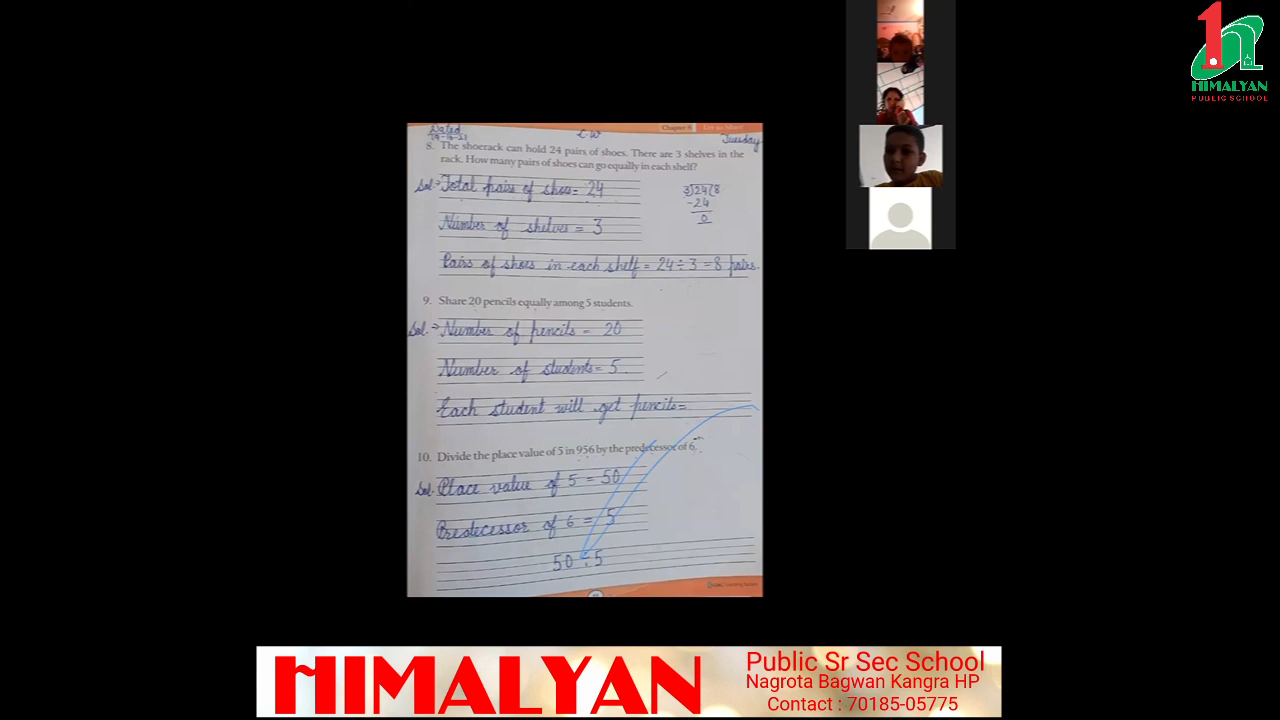 HIMALYAN
PUBLIC SCHOOL
Dated
C.W
Chapter 8
Tuesday
8. The shoerack can hold 24 pairs of shoes. There are 3 shelves in the
rack. How many pairs of shoes can go equally in each shelf?
Sol. Total pairs of shoe = 24
3)24(8
-24
0
Number of shelves = 3
Pairs of shoes in each shelf = 24 ÷ 3 = 8 pairs.
9. Share 20 pencils equally among 5 students.
Sol. Number of pencils = 20
Number of students = 5.
Each student will get pencils =
10. Divide the place value of 5 in 956 by the predecessor of 6.
Sol. Place value of 5 = 50
Predecessor of 6 = 5
50 ÷ 5
HIMALYAN
Public Sr Sec School
Nagrota Bagwan Kangra HP
Contact : 70185-05775